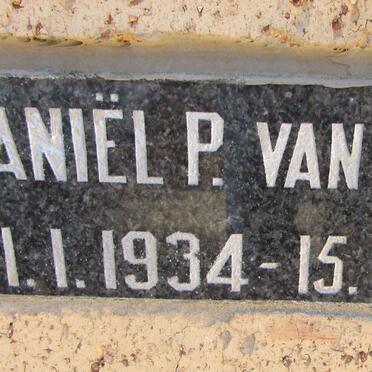 ANIËL P. VAN
1.1.1934-15.